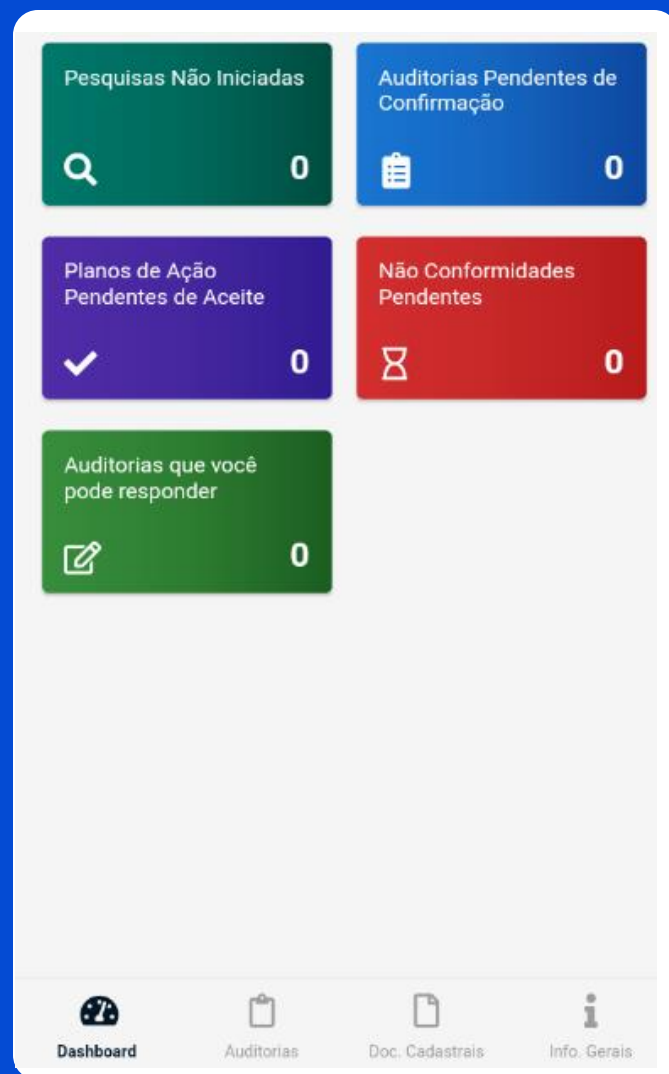 Pesquisas Não Iniciadas
0
Auditorias Pendentes de
Confirmação
0
Planos de Ação
Pendentes de Aceite
0
Não Conformidades
Pendentes
0
Auditorias que você
pode responder
0
Dashboard
Auditorias
Doc. Cadastrais
Info. Gerais